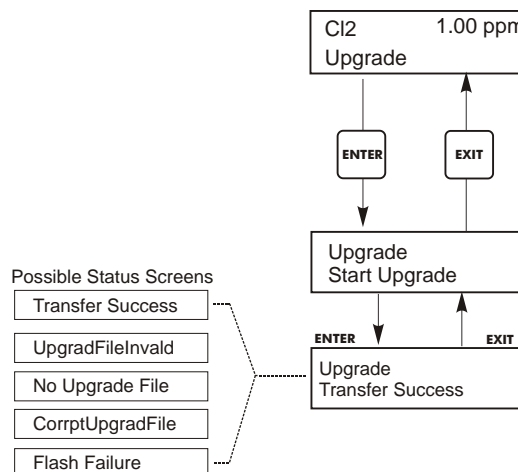 Cl2 1.00 ppm
Upgrade
ENTER EXIT
Upgrade
Start Upgrade
Possible Status Screens
Transfer Success
UpgradFileInvald
No Upgrade File
CorrptUpgradFile
Flash Failure
ENTER EXIT
Upgrade
Transfer Success